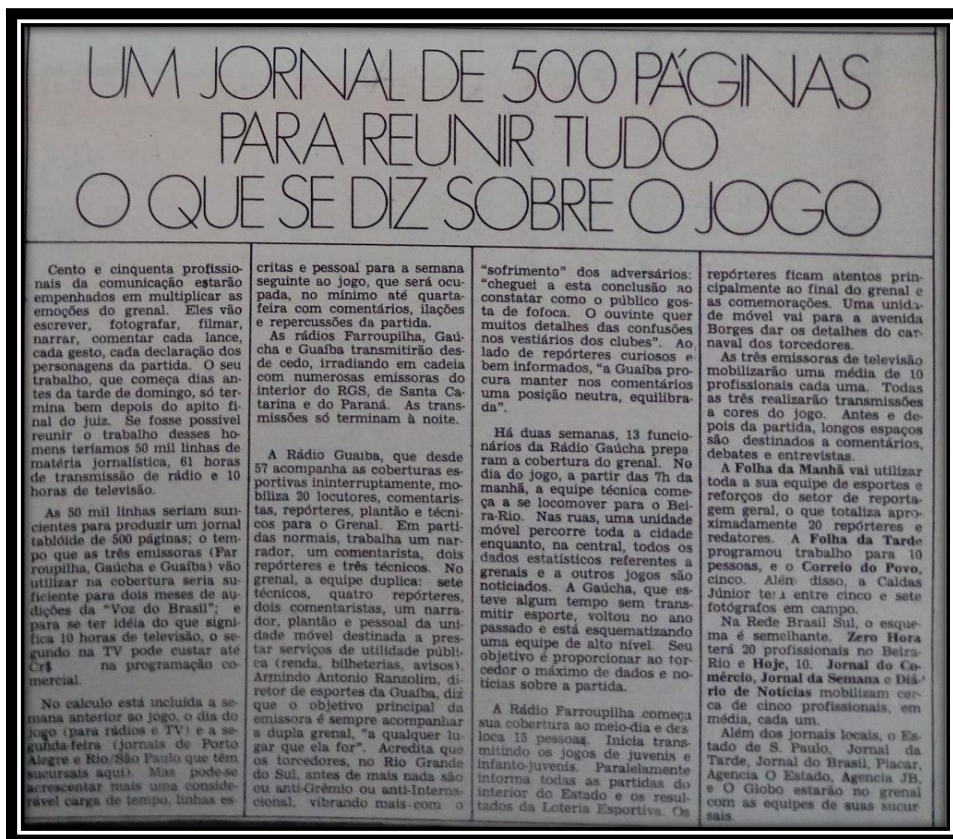 UM JORNAL DE 500 PÁGINAS
PARA REUNIR TUDO
O QUE SE DIZ SOBRE O JOGO
Cento e cinquenta profissio-
nais da comunicação estarão
empenhados em multiplicar as
emoções do grenal. Eles vão
escrever, fotografar, filmar,
narrar, comentar cada lance,
cada gesto, cada declaração dos
personagens da partida. O seu
trabalho, que começa dias an-
tes da tarde de domingo, só ter-
mina bem depois do apito fi-
nal do juiz. Se fosse possível
reunir o trabalho desses ho-
mens teríamos 50 mil linhas de
matéria jornalística, 61 horas
de transmissão de rádio e 10
horas de televisão.
As 50 mil linhas seriam sufi-
cientes para produzir um jornal
tablóide de 500 páginas; o tem-
po que as três emissoras (Far
roupilha, Gaúcha e Guaíba) vão
utilizar na cobertura seria su-
ficiente para dois meses de au-
dições da “Voz do Brasil”; e
para se ter idéia do que signi-
fica 10 horas de televisão, o se-
gundo na TV pode custar até
Cr$ na programação co-
mercial.
No calculo está incluída a se-
mana anterior ao jogo, o dia do
jogo (para rádios e TV) e a se-
gunda-feira (jornais de Porto
Alegre e Rio/São Paulo que têm
sucursais aqui). Mas pode-se
acrescentar mais uma conside-
rável carga de tempo, linhas es-
critas e pessoal para a semana
seguinte ao jogo, que será ocu-
pada, no mínimo até quarta-
feira com comentários, ilações
e repercussões da partida.
As rádios Farroupilha, Gaú-
cha e Guaíba transmitirão des-
de cedo, irradiando em cadeia
com numerosas emissoras do
interior do RGS, de Santa Ca-
tarina e do Paraná. As trans-
missões só terminam à noite.
A Rádio Guaíba, que desde
57 acompanha as coberturas es-
portivas ininterruptamente, mo-
biliza 20 locutores, comentaris-
tas, repórteres, plantão e técni-
cos para o Grenal. Em parti-
das normais, trabalha um nar-
rador, um comentarista, dois
repórteres e três técnicos. No
grenal, a equipe duplica: sete
técnicos, quatro repórteres,
dois comentaristas, um narra-
dor, plantão e pessoal da uni-
dade móvel destinada a pres-
tar serviços de utilidade públi-
ca (renda, bilheterias, avisos).
Armindo Antonio Ranzolim, di-
retor de esportes da Guaíba, diz
que o objetivo principal da
emissora é sempre acompanhar
a dupla grenal, “a qualquer lu-
gar que ela for”. Acredita que
os torcedores, no Rio Grande
do Sul, antes de mais nada são
ou anti-Grêmio ou anti-Interna-
cional, vibrando mais com o
“sofrimento” dos adversários:
“cheguei a esta conclusão ao
constatar como o público gos-
ta de fofoca. O ouvinte quer
muitos detalhes das confusões
nos vestiários dos clubes”. Ao
lado de repórteres curiosos e
bem informados, “a Guaíba pro-
cura manter nos comentários
uma posição neutra, equilibra-
da”.
Há duas semanas, 13 funcio-
nários da Rádio Gaúcha prepa-
ram a cobertura do grenal. No
dia do jogo, a partir das 7h da
manhã, a equipe técnica come-
ça a se locomover para o Bei-
ra-Rio. Nas ruas, uma unidade
móvel percorre toda a cidade
enquanto, na central, todos os
dados estatísticos referentes a
grenais e a outros jogos são
noticiados. A Gaúcha, que es-
teve algum tempo sem trans-
mitir esporte, voltou no ano
passado e está esquematizando
uma equipe de alto nível. Seu
objetivo é proporcionar ao tor-
cedor o máximo de dados e no-
tícias sobre a partida.
A Rádio Farroupilha começa
sua cobertura ao meio-dia e des
loca 15 pessoas. Inicia trans-
mitindo os jogos de juvenis e
infanto-juvenis. Paralelamente
informa todas as partidas do
interior do Estado e os resul-
tados da Loteria Esportiva. Os
repórteres ficam atentos prin-
cipalmente ao final do grenal e
as comemorações. Uma unida-
de móvel vai para a avenida
Borges dar os detalhes do car-
naval dos torcedores.
As três emissoras de televisão
mobilizarão uma média de 10
profissionais cada uma. Todas
as três realizarão transmissões
a cores do jogo. Antes e de-
pois da partida, longos espaços
são destinados a comentários,
debates e entrevistas.
A Folha da Manhã vai utilizar
toda a sua equipe de esportes e
reforços do setor de reporta-
gem geral, o que totaliza apro-
ximadamente 20 repórteres e
redatores. A Folha da Tarde
programou trabalho para 10
pessoas, e o Correio do Povo,
cinco. Além disso, a Caldas
Júnior terá entre cinco e sete
fotógrafos em campo.
Na Rede Brasil Sul, o esque-
ma é semelhante. Zero Hora
terá 20 profissionais no Beira-
Rio e Hoje, 10. Jornal do Co-
mércio, Jornal da Semana e Diá-
rio de Notícias mobilizam cer-
ca de cinco profissionais, em
média, cada um.
Além dos jornais locais, o Es-
tado de S. Paulo, Jornal da
Tarde, Jornal do Brasil, Placar,
Agencia O Estado, Agencia JB,
e O Globo estarão no grenal
com as equipes de suas sucur
sais.